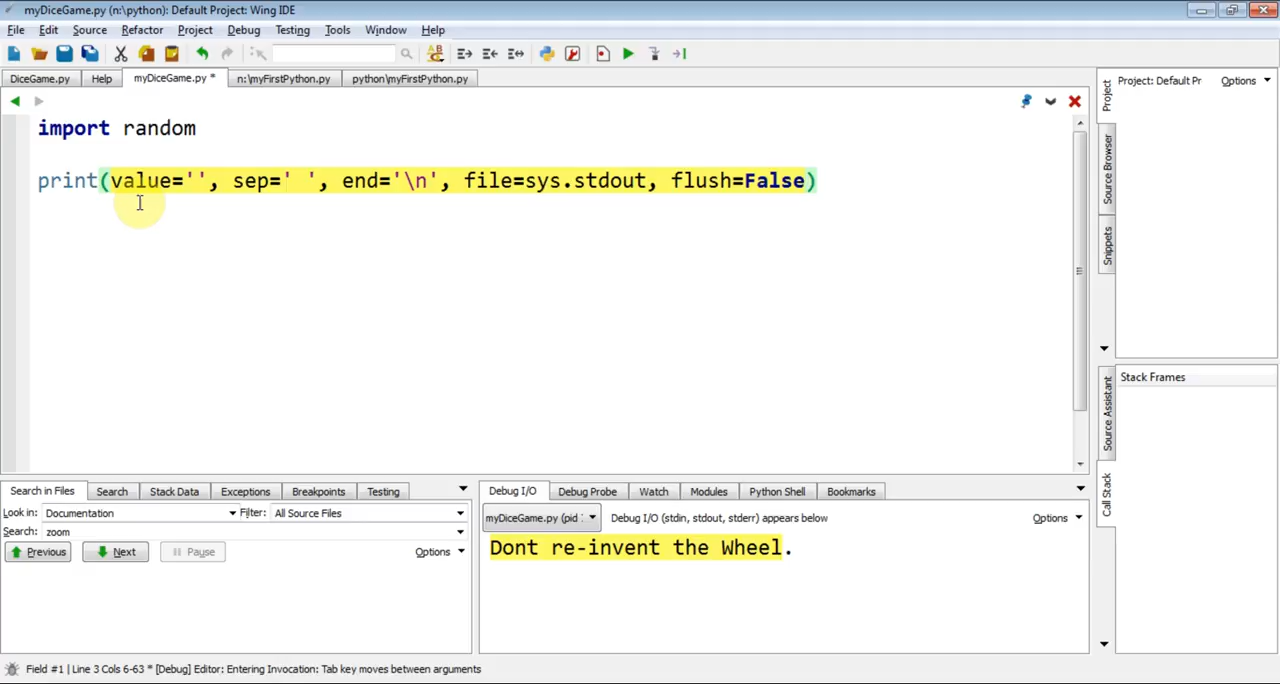 myDiceGame.py (n:\python): Default Project: Wing IDE
File Edit Source Refactor Project Debug Testing Tools Window Help
DiceGame.py Help myDiceGame.py * n:\myFirstPython.py python\myFirstPython.py
Project: Default Pr Options
Project
Source Browser
Snippets
import random
print(value='', sep=' ', end='\n', file=sys.stdout, flush=False)
Stack Frames
Source Assistant
Call Stack
Search in Files Search Stack Data Exceptions Breakpoints Testing
Look in: Documentation Filter: All Source Files
Search: zoom
Previous Next Pause Options
Debug I/O Debug Probe Watch Modules Python Shell Bookmarks
myDiceGame.py (pid Debug I/O (stdin, stdout, stderr) appears below Options
Dont re-invent the Wheel.
Field #1 | Line 3 Cols 6-63 * [Debug] Editor: Entering Invocation: Tab key moves between arguments